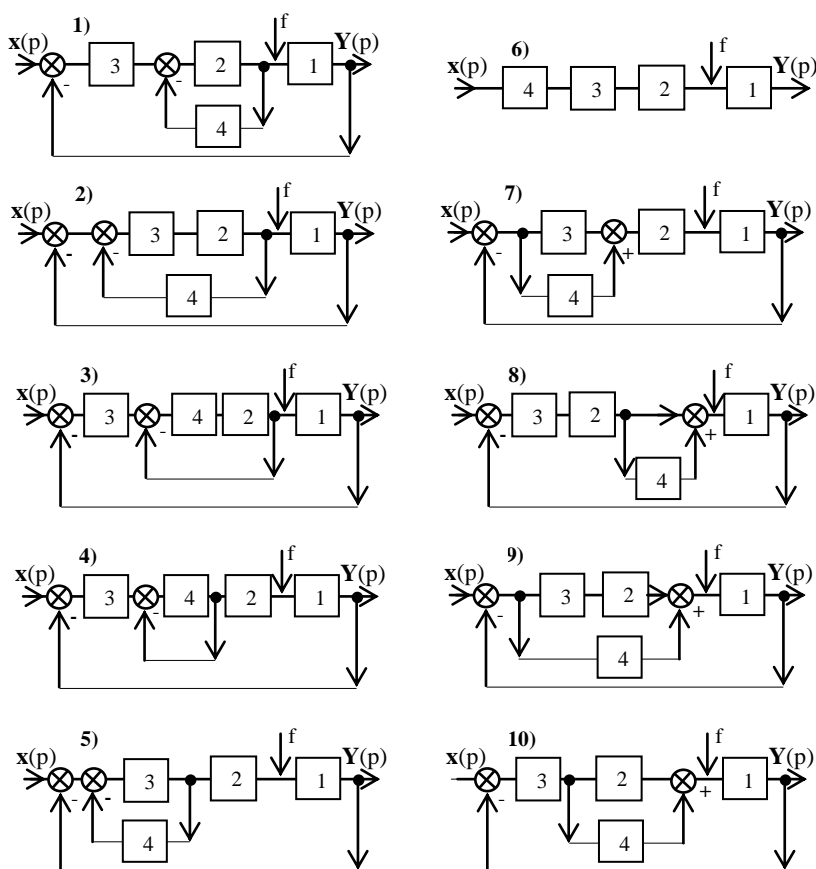 1)
x(p) 3 - 2 f 1 Y(p)
-
4
6)
x(p) 4 3 2 f 1 Y(p)
2)
x(p) 3 2 f 1 Y(p)
- -
4
7)
x(p) 3 2 f 1 Y(p)
- +
4
3)
x(p) 3 4 2 f 1 Y(p)
- -
8)
x(p) 3 2 f 1 Y(p)
- +
4
4)
x(p) 3 4 2 f 1 Y(p)
- -
9)
x(p) 3 2 f 1 Y(p)
- +
4
5)
x(p) 3 2 f 1 Y(p)
- -
4
10)
x(p) 3 2 f 1 Y(p)
- +
4